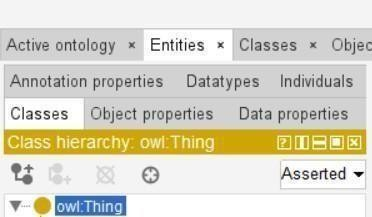 Active ontology × Entities × Classes × Objec
Annotation properties Datatypes Individuals
Classes Object properties Data properties
Class hierarchy: owl:Thing
Asserted
owl:Thing